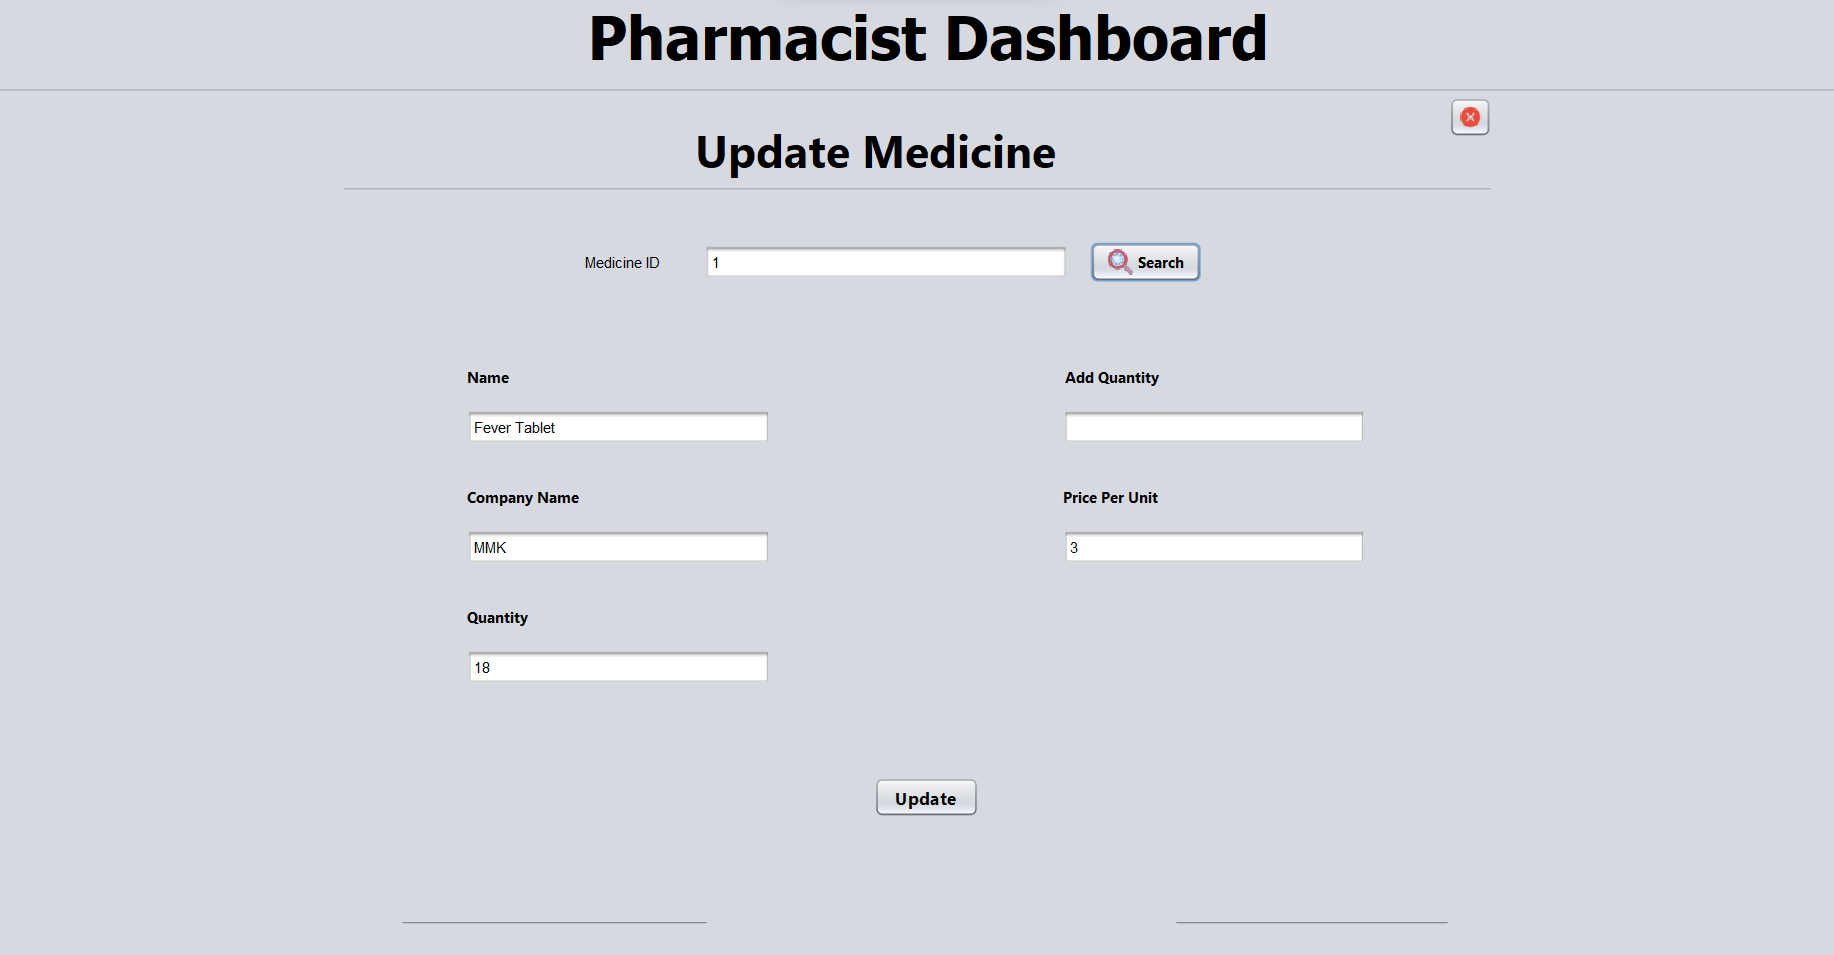 Pharmacist Dashboard
Update Medicine
Medicine ID
1
Search
Name
Add Quantity
Fever Tablet
Company Name
Price Per Unit
MMK
3
Quantity
18
Update